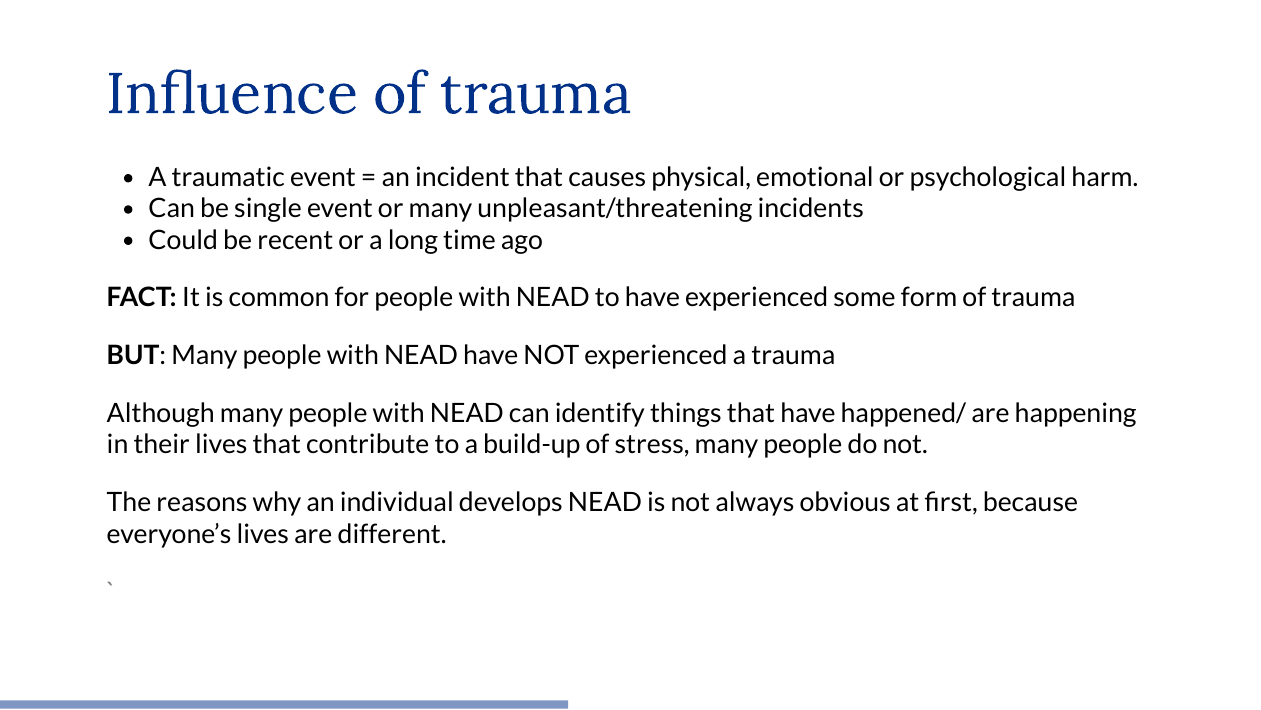 Influence of trauma
• A traumatic event = an incident that causes physical, emotional or psychological harm.
• Can be single event or many unpleasant/threatening incidents
• Could be recent or a long time ago
FACT: It is common for people with NEAD to have experienced some form of trauma
BUT: Many people with NEAD have NOT experienced a trauma
Although many people with NEAD can identify things that have happened/ are happening
in their lives that contribute to a build-up of stress, many people do not.
The reasons why an individual develops NEAD is not always obvious at first, because
everyone’s lives are different.
`